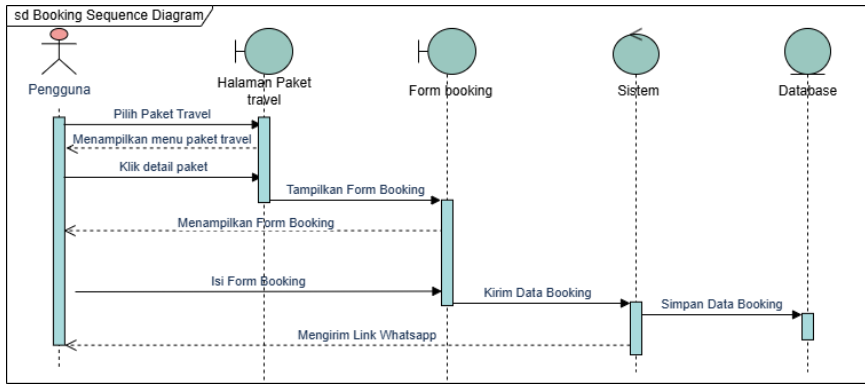 sd Booking Sequence Diagram
Pengguna
Halaman Paket
travel
Form booking
Sistem
Database
Pilih Paket Travel
Menampilkan menu paket travel
Klik detail paket
Tampilkan Form Booking
Menampilkan Form Booking
Isi Form Booking
Kirim Data Booking
Simpan Data Booking
Mengirim Link Whatsapp